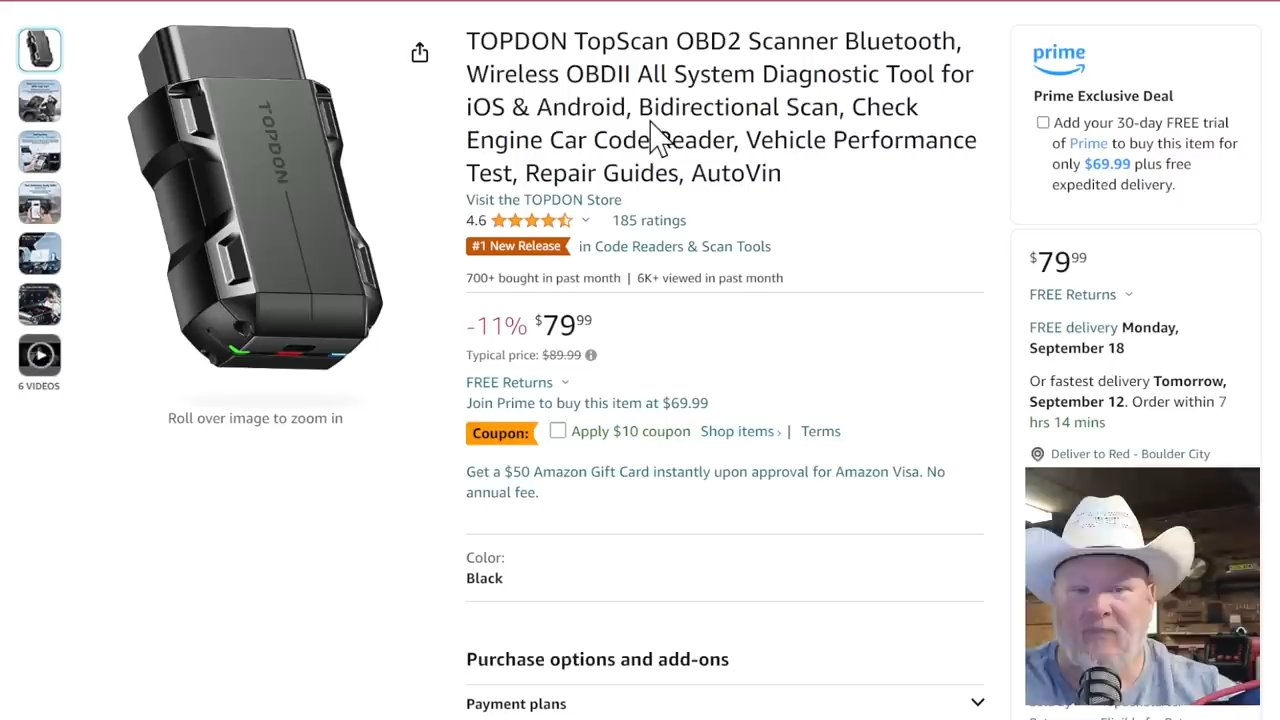 TOPDON
6 VIDEOS
Roll over image to zoom in
TOPDON TopScan OBD2 Scanner Bluetooth,
Wireless OBDII All System Diagnostic Tool for
iOS & Android, Bidirectional Scan, Check
Engine Car Code Reader, Vehicle Performance
Test, Repair Guides, AutoVin
Visit the TOPDON Store
4.6 185 ratings
#1 New Release in Code Readers & Scan Tools
700+ bought in past month | 6K+ viewed in past month
-11% $79 99
Typical price: $89.99
FREE Returns
Join Prime to buy this item at $69.99
Coupon: Apply $10 coupon Shop items › | Terms
Get a $50 Amazon Gift Card instantly upon approval for Amazon Visa. No
annual fee.
Color:
Black
Purchase options and add-ons
Payment plans
prime
Prime Exclusive Deal
Add your 30-day FREE trial
of Prime to buy this item for
only $69.99 plus free
expedited delivery.
$79 99
FREE Returns
FREE delivery Monday,
September 18
Or fastest delivery Tomorrow,
September 12. Order within 7
hrs 14 mins
Deliver to Red - Boulder City